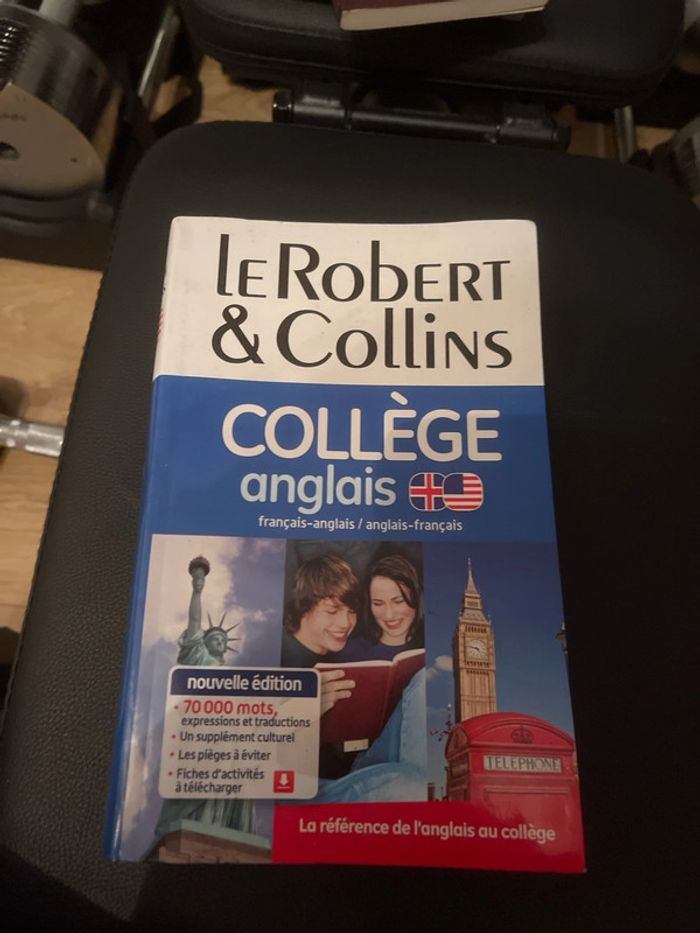 le Robert
& Collins
COLLÈGE
anglais
français-anglais / anglais-français
nouvelle édition
• 70 000 mots,
expressions et traductions
• Un supplément culturel
• Les pièges à éviter
• Fiches d'activités
à télécharger
TELEPHONE
La référence de l'anglais au collège